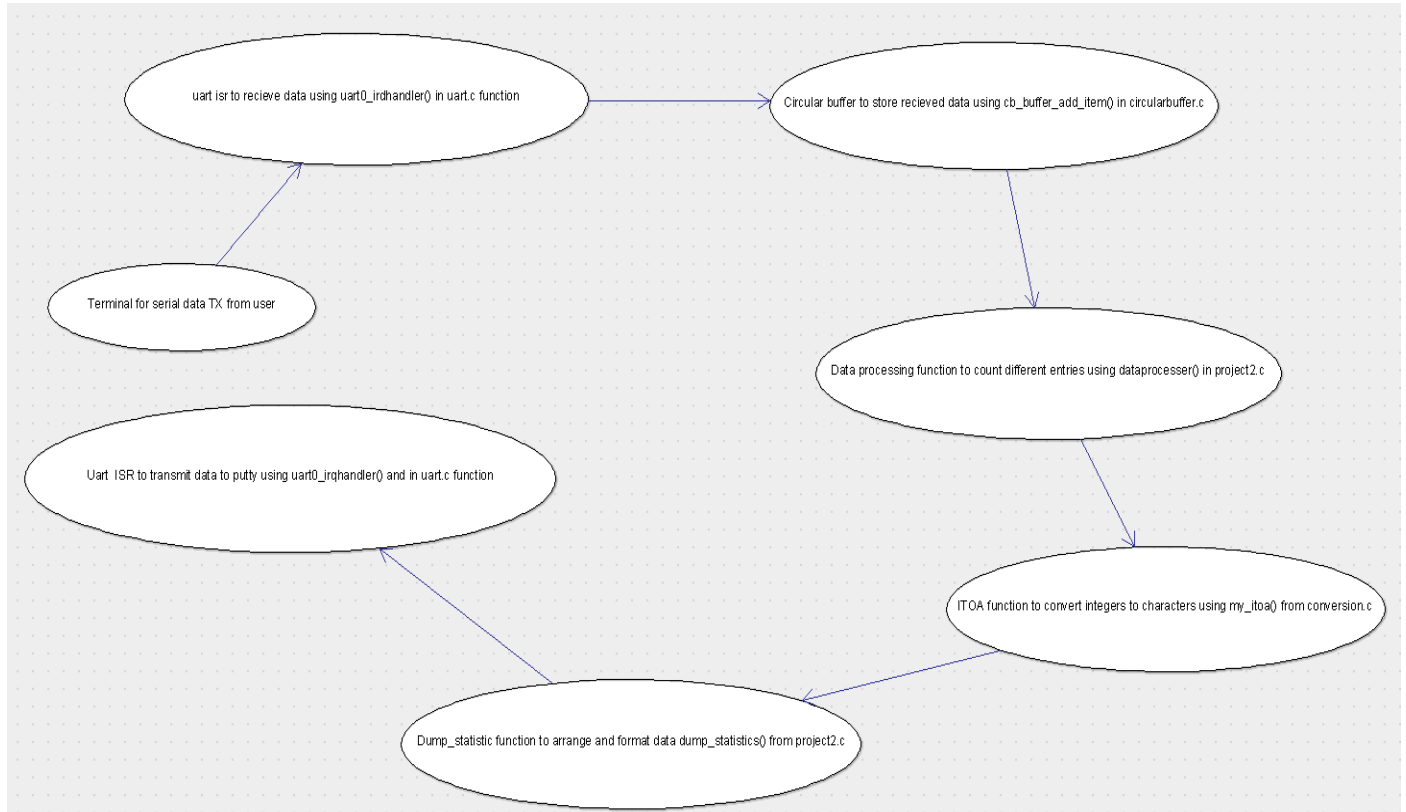 uart isr to recieve data using uart0_irdhandler() in uart.c function
Circular buffer to store recieved data using cb_buffer_add_item() in circularbuffer.c
Terminal for serial data TX from user
Data processing function to count different entries using dataprocesser() in project2.c
Uart ISR to transmit data to putty using uart0_irqhandler() and in uart.c function
ITOA function to convert integers to characters using my_itoa() from conversion.c
Dump_statistic function to arrange and format data dump_statistics() from project2.c